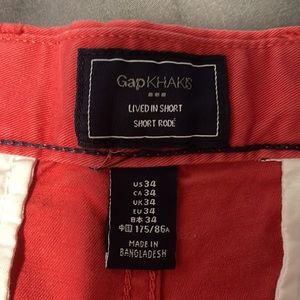 GapKHAKIS
LIVED IN SHORT
SHORT RODÉ
US 34
CA 34
UK 34
EU 34
日本 34
中国 175/86A
MADE IN
BANGLADESH